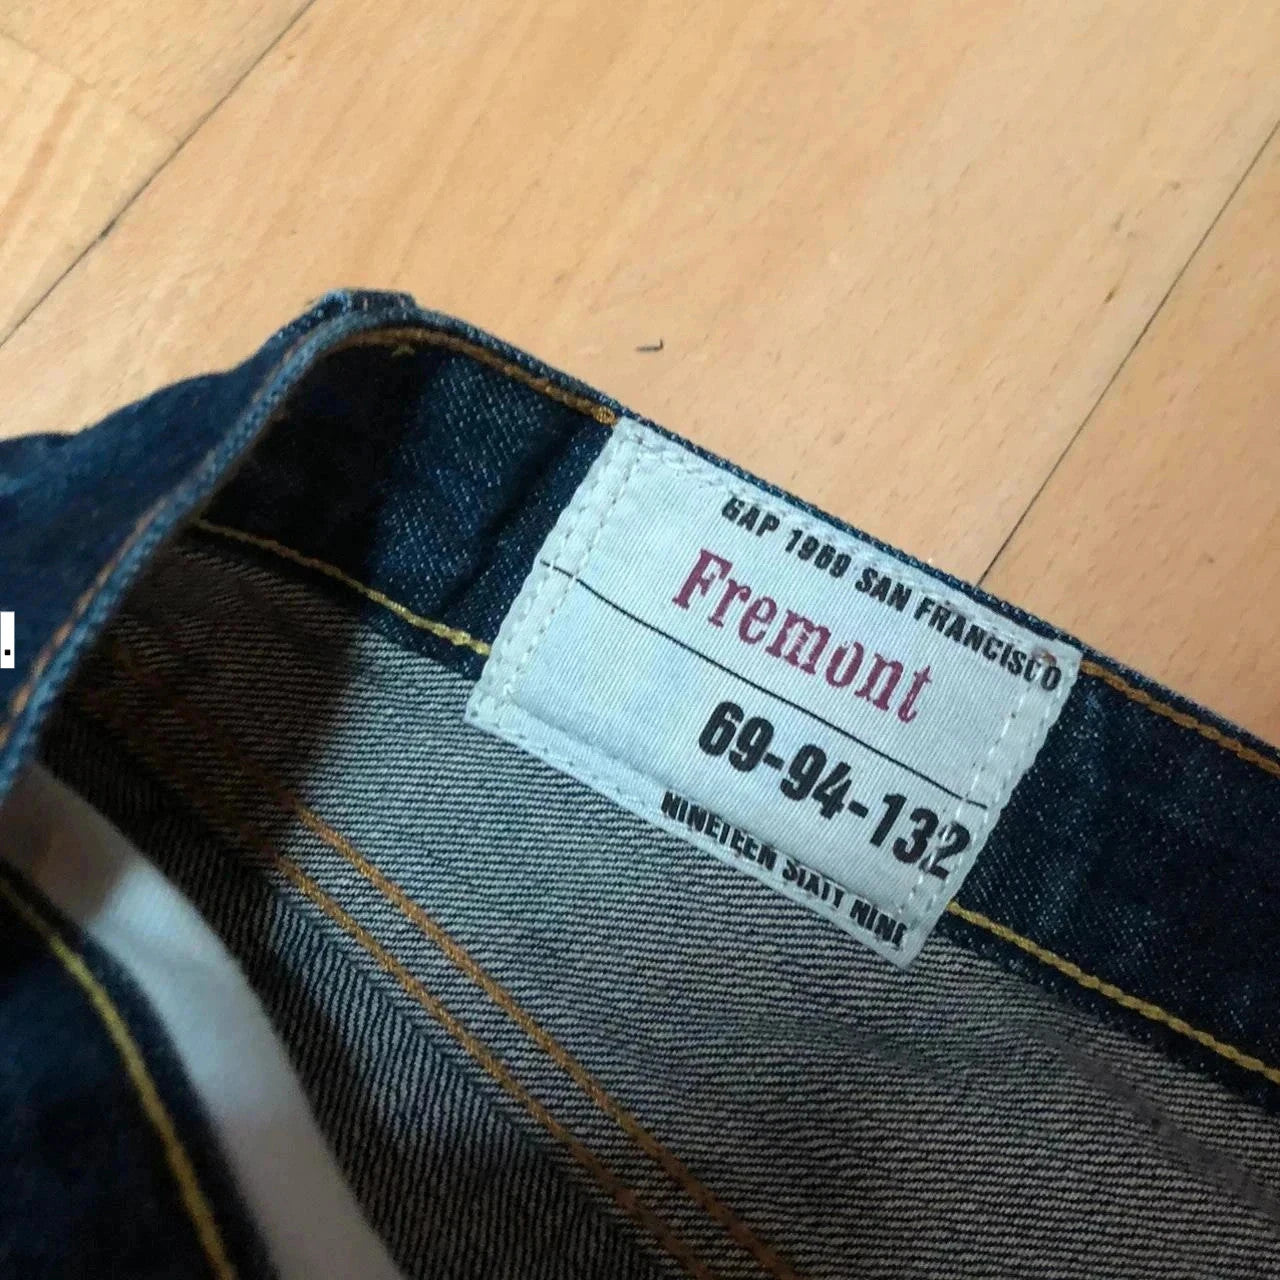 GAP 1969 SAN FRANCISCO
Fremont
69-94-132
NINETEEN SIXTY NINE
.